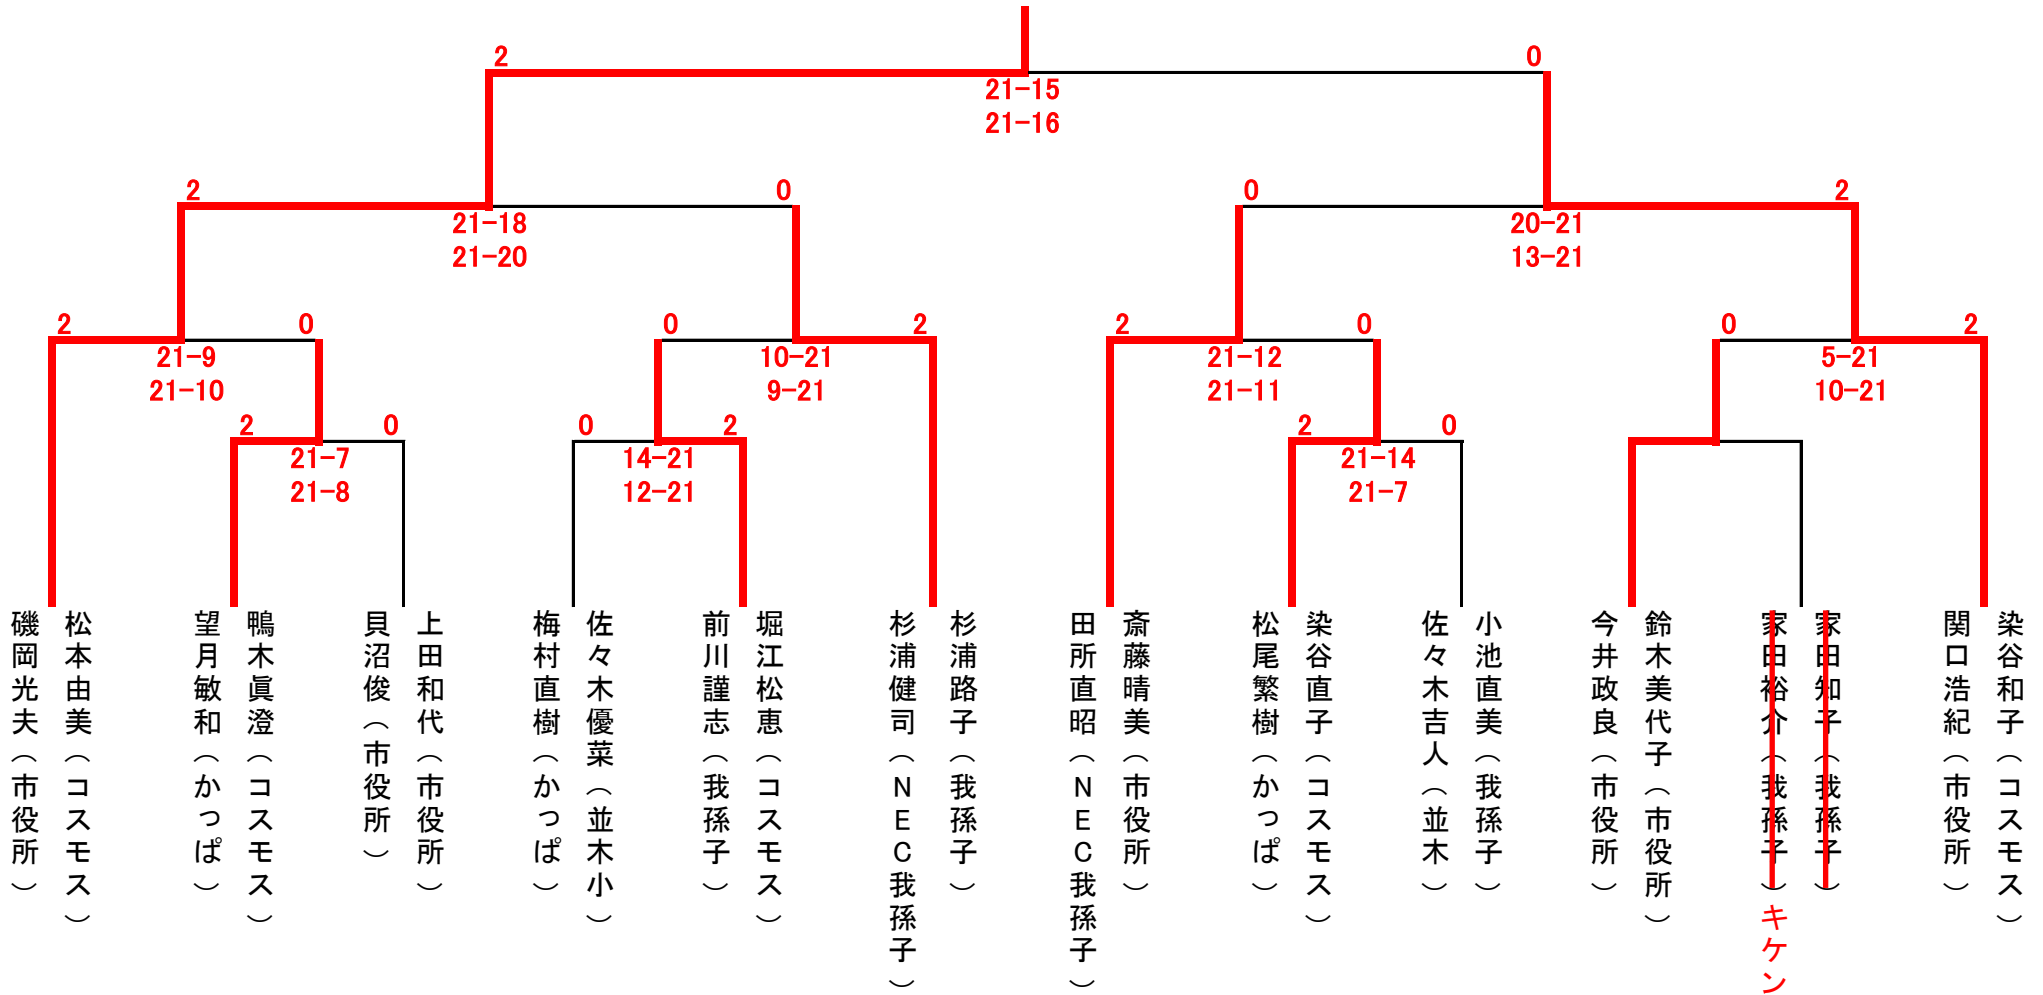 2
0
21-15
21-16
2
0
0
2
21-18
21-20
20-21
13-21
2
0
0
2
2
0
0
2
21-9
21-10
10-21
9-21
21-12
21-11
5-21
10-21
2
0
0
2
2
0
21-7
21-8
14-21
12-21
21-14
21-7
磯岡光夫（市役所）
松本由美（コスモス）
望月敏和（かっぱ）
鴨木眞澄（コスモス）
貝沼俊（市役所）
上田和代（市役所）
梅村直樹（かっぱ）
佐々木優菜（並木小）
前川謹志（我孫子）
堀江松恵（コスモス）
杉浦健司（ＮＥＣ我孫子）
杉浦路子（我孫子）
田所直昭（ＮＥＣ我孫子）
斎藤晴美（市役所）
松尾繁樹（かっぱ）
染谷直子（コスモス）
佐々木吉人（並木）
小池直美（我孫子）
今井政良（市役所）
鈴木美代子（市役所）
家田裕介（我孫子）キケン
家田知子（我孫子）
関口浩紀（市役所）
染谷和子（コスモス）